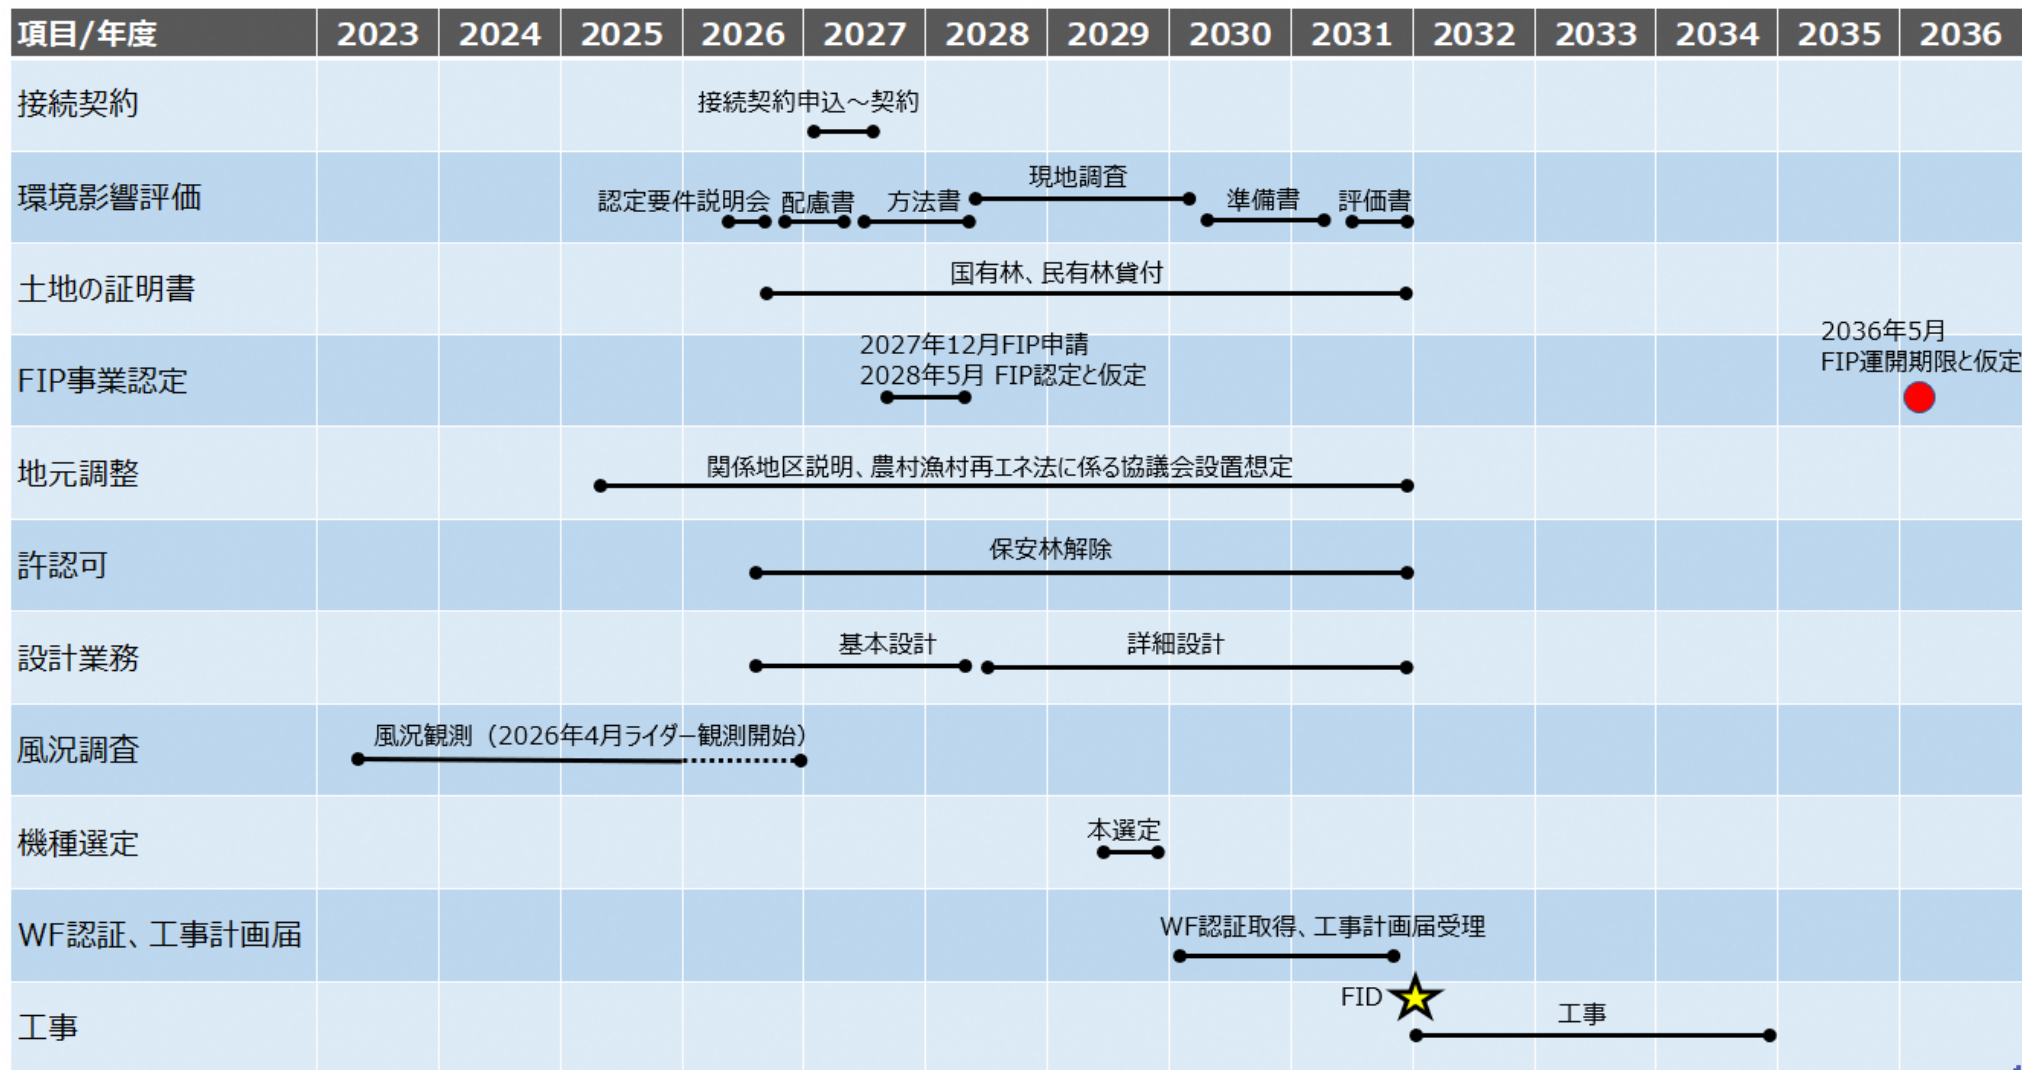 項目/年度 2023 2024 2025 2026 2027 2028 2029 2030 2031 2032 2033 2034 2035 2036
接続契約
接続契約申込～契約
環境影響評価
認定要件説明会
配慮書
方法書
現地調査
準備書
評価書
土地の証明書
国有林、民有林貸付
FIP事業認定
2027年12月FIP申請
2028年5月 FIP認定と仮定
2036年5月
FIP運開期限と仮定
地元調整
関係地区説明、農村漁村再エネ法に係る協議会設置想定
許認可
保安林解除
設計業務
基本設計
詳細設計
風況調査
風況観測（2026年4月ライダー観測開始）
機種選定
本選定
WF認証、工事計画届
WF認証取得、工事計画届受理
工事
FID
工事